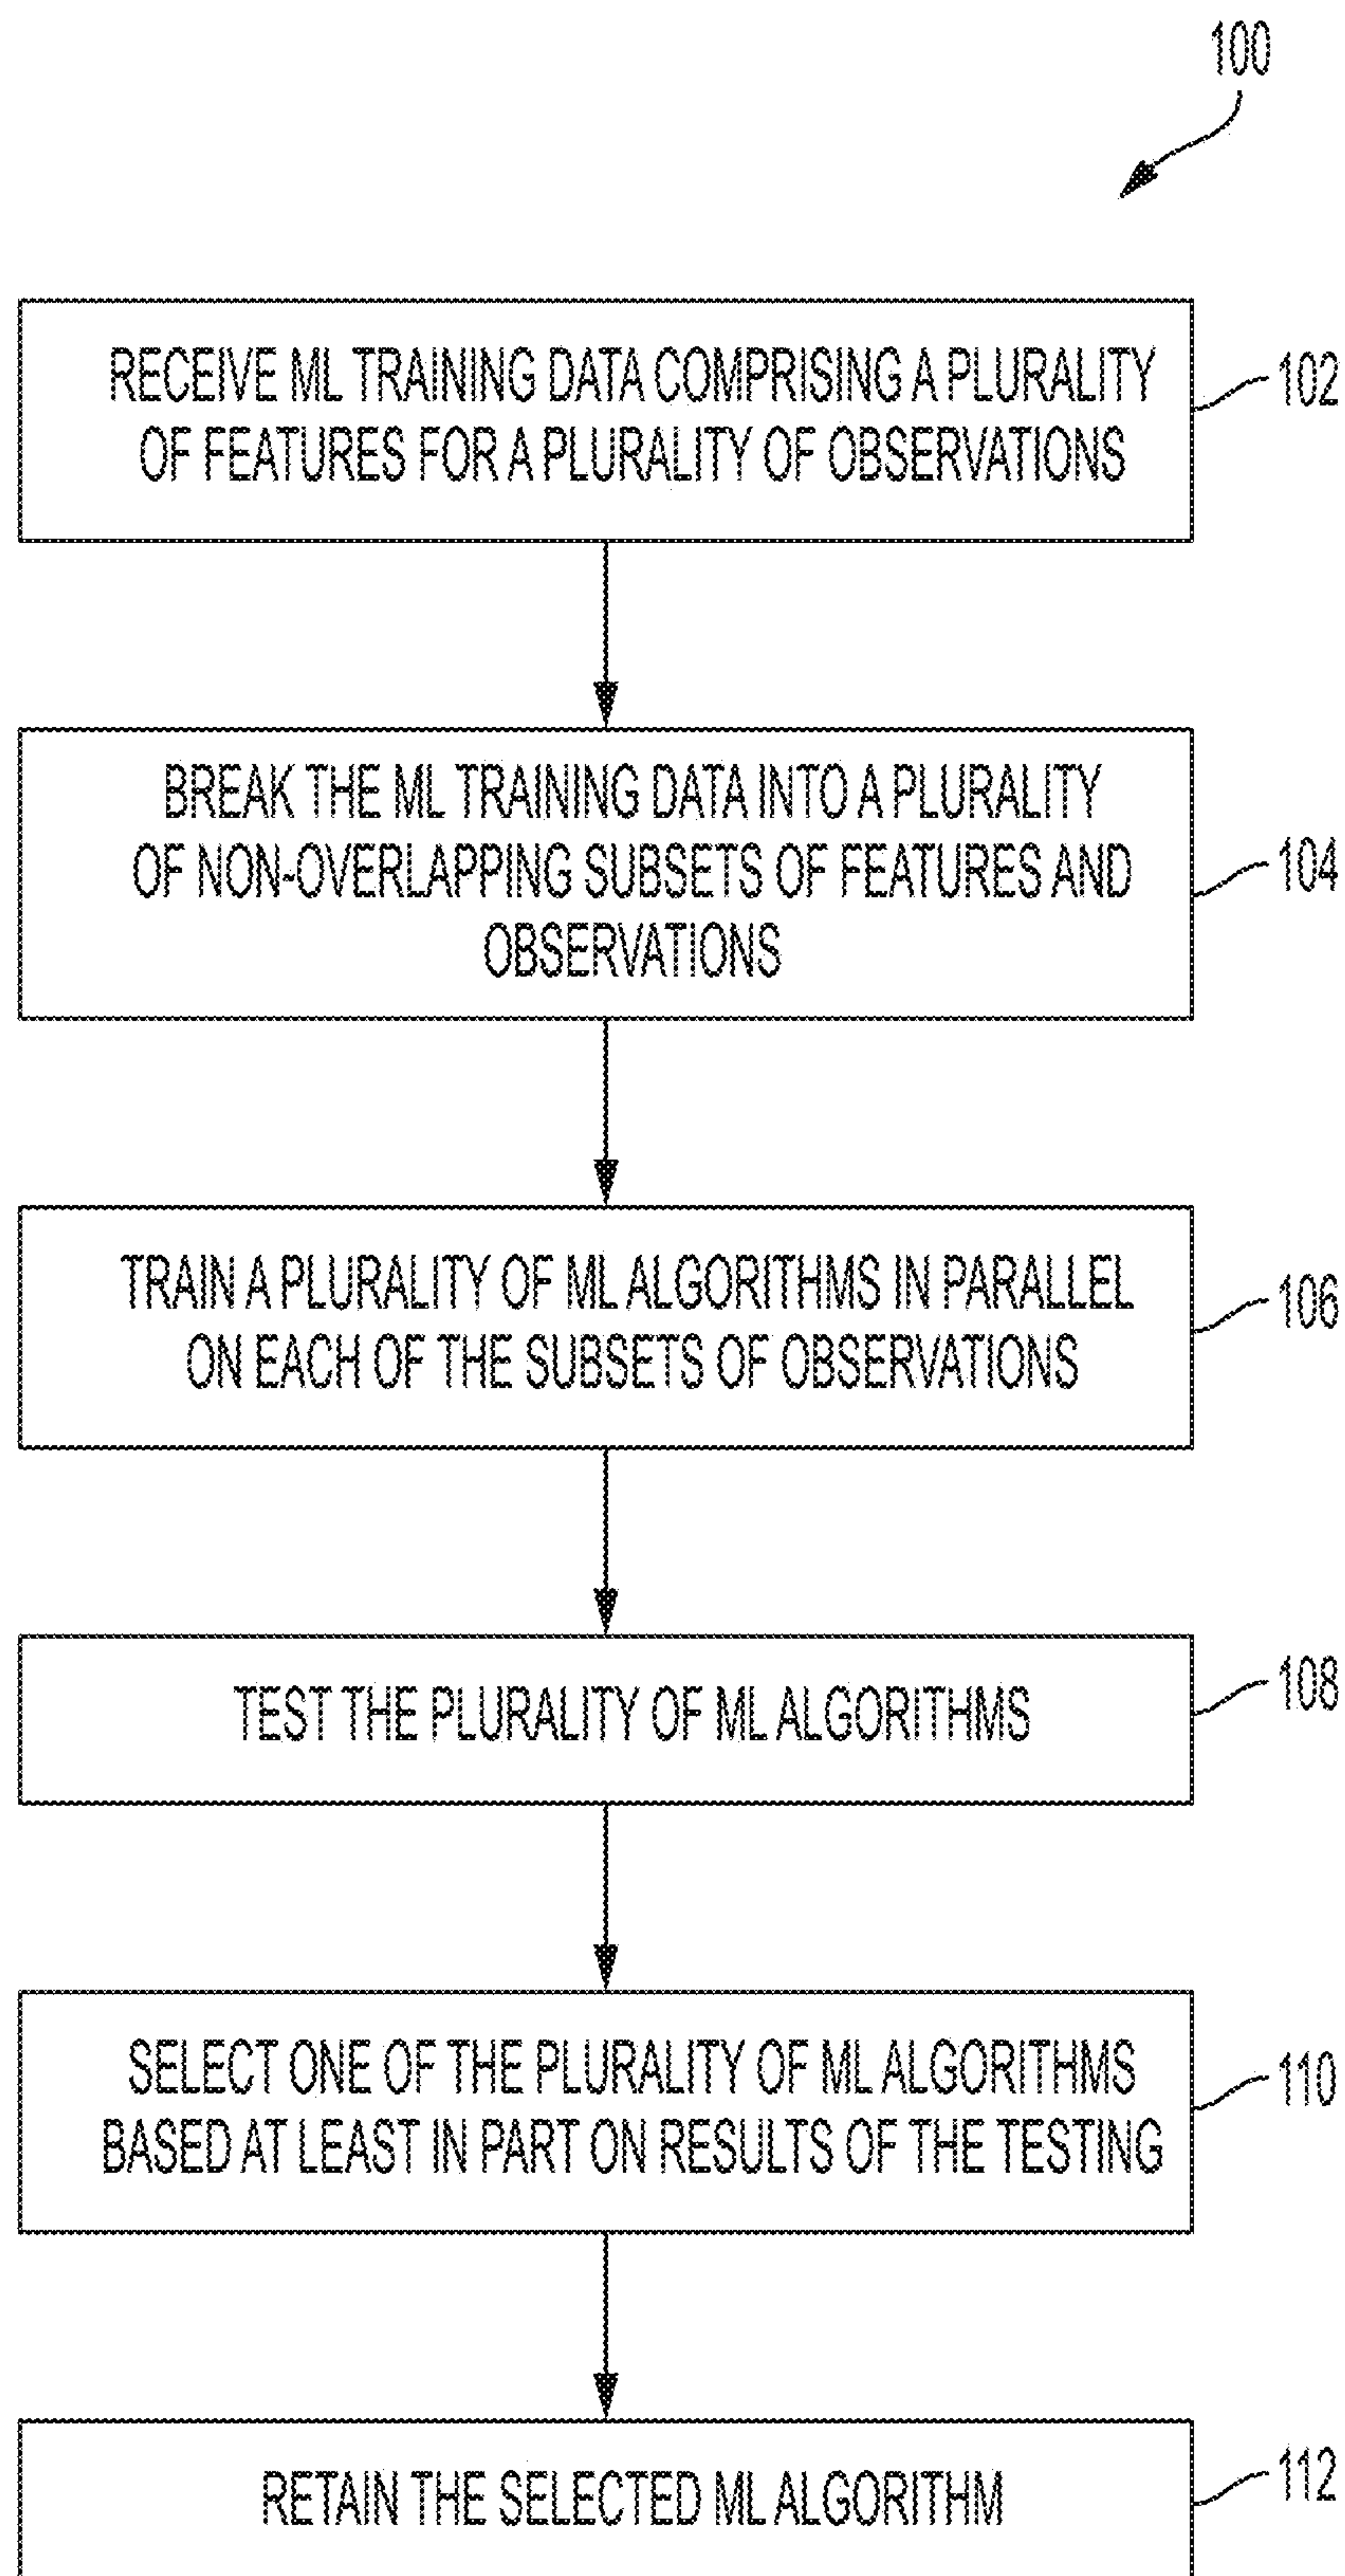 100
RECEIVE ML TRAINING DATA COMPRISING A PLURALITY
OF FEATURES FOR A PLURALITY OF OBSERVATIONS
102
BREAK THE ML TRAINING DATA INTO A PLURALITY
OF NON-OVERLAPPING SUBSETS OF FEATURES AND
OBSERVATIONS
104
TRAIN A PLURALITY OF ML ALGORITHMS IN PARALLEL
ON EACH OF THE SUBSETS OF OBSERVATIONS
106
TEST THE PLURALITY OF ML ALGORITHMS
108
SELECT ONE OF THE PLURALITY OF ML ALGORITHMS
BASED AT LEAST IN PART ON RESULTS OF THE TESTING
110
RETAIN THE SELECTED ML ALGORITHM
112